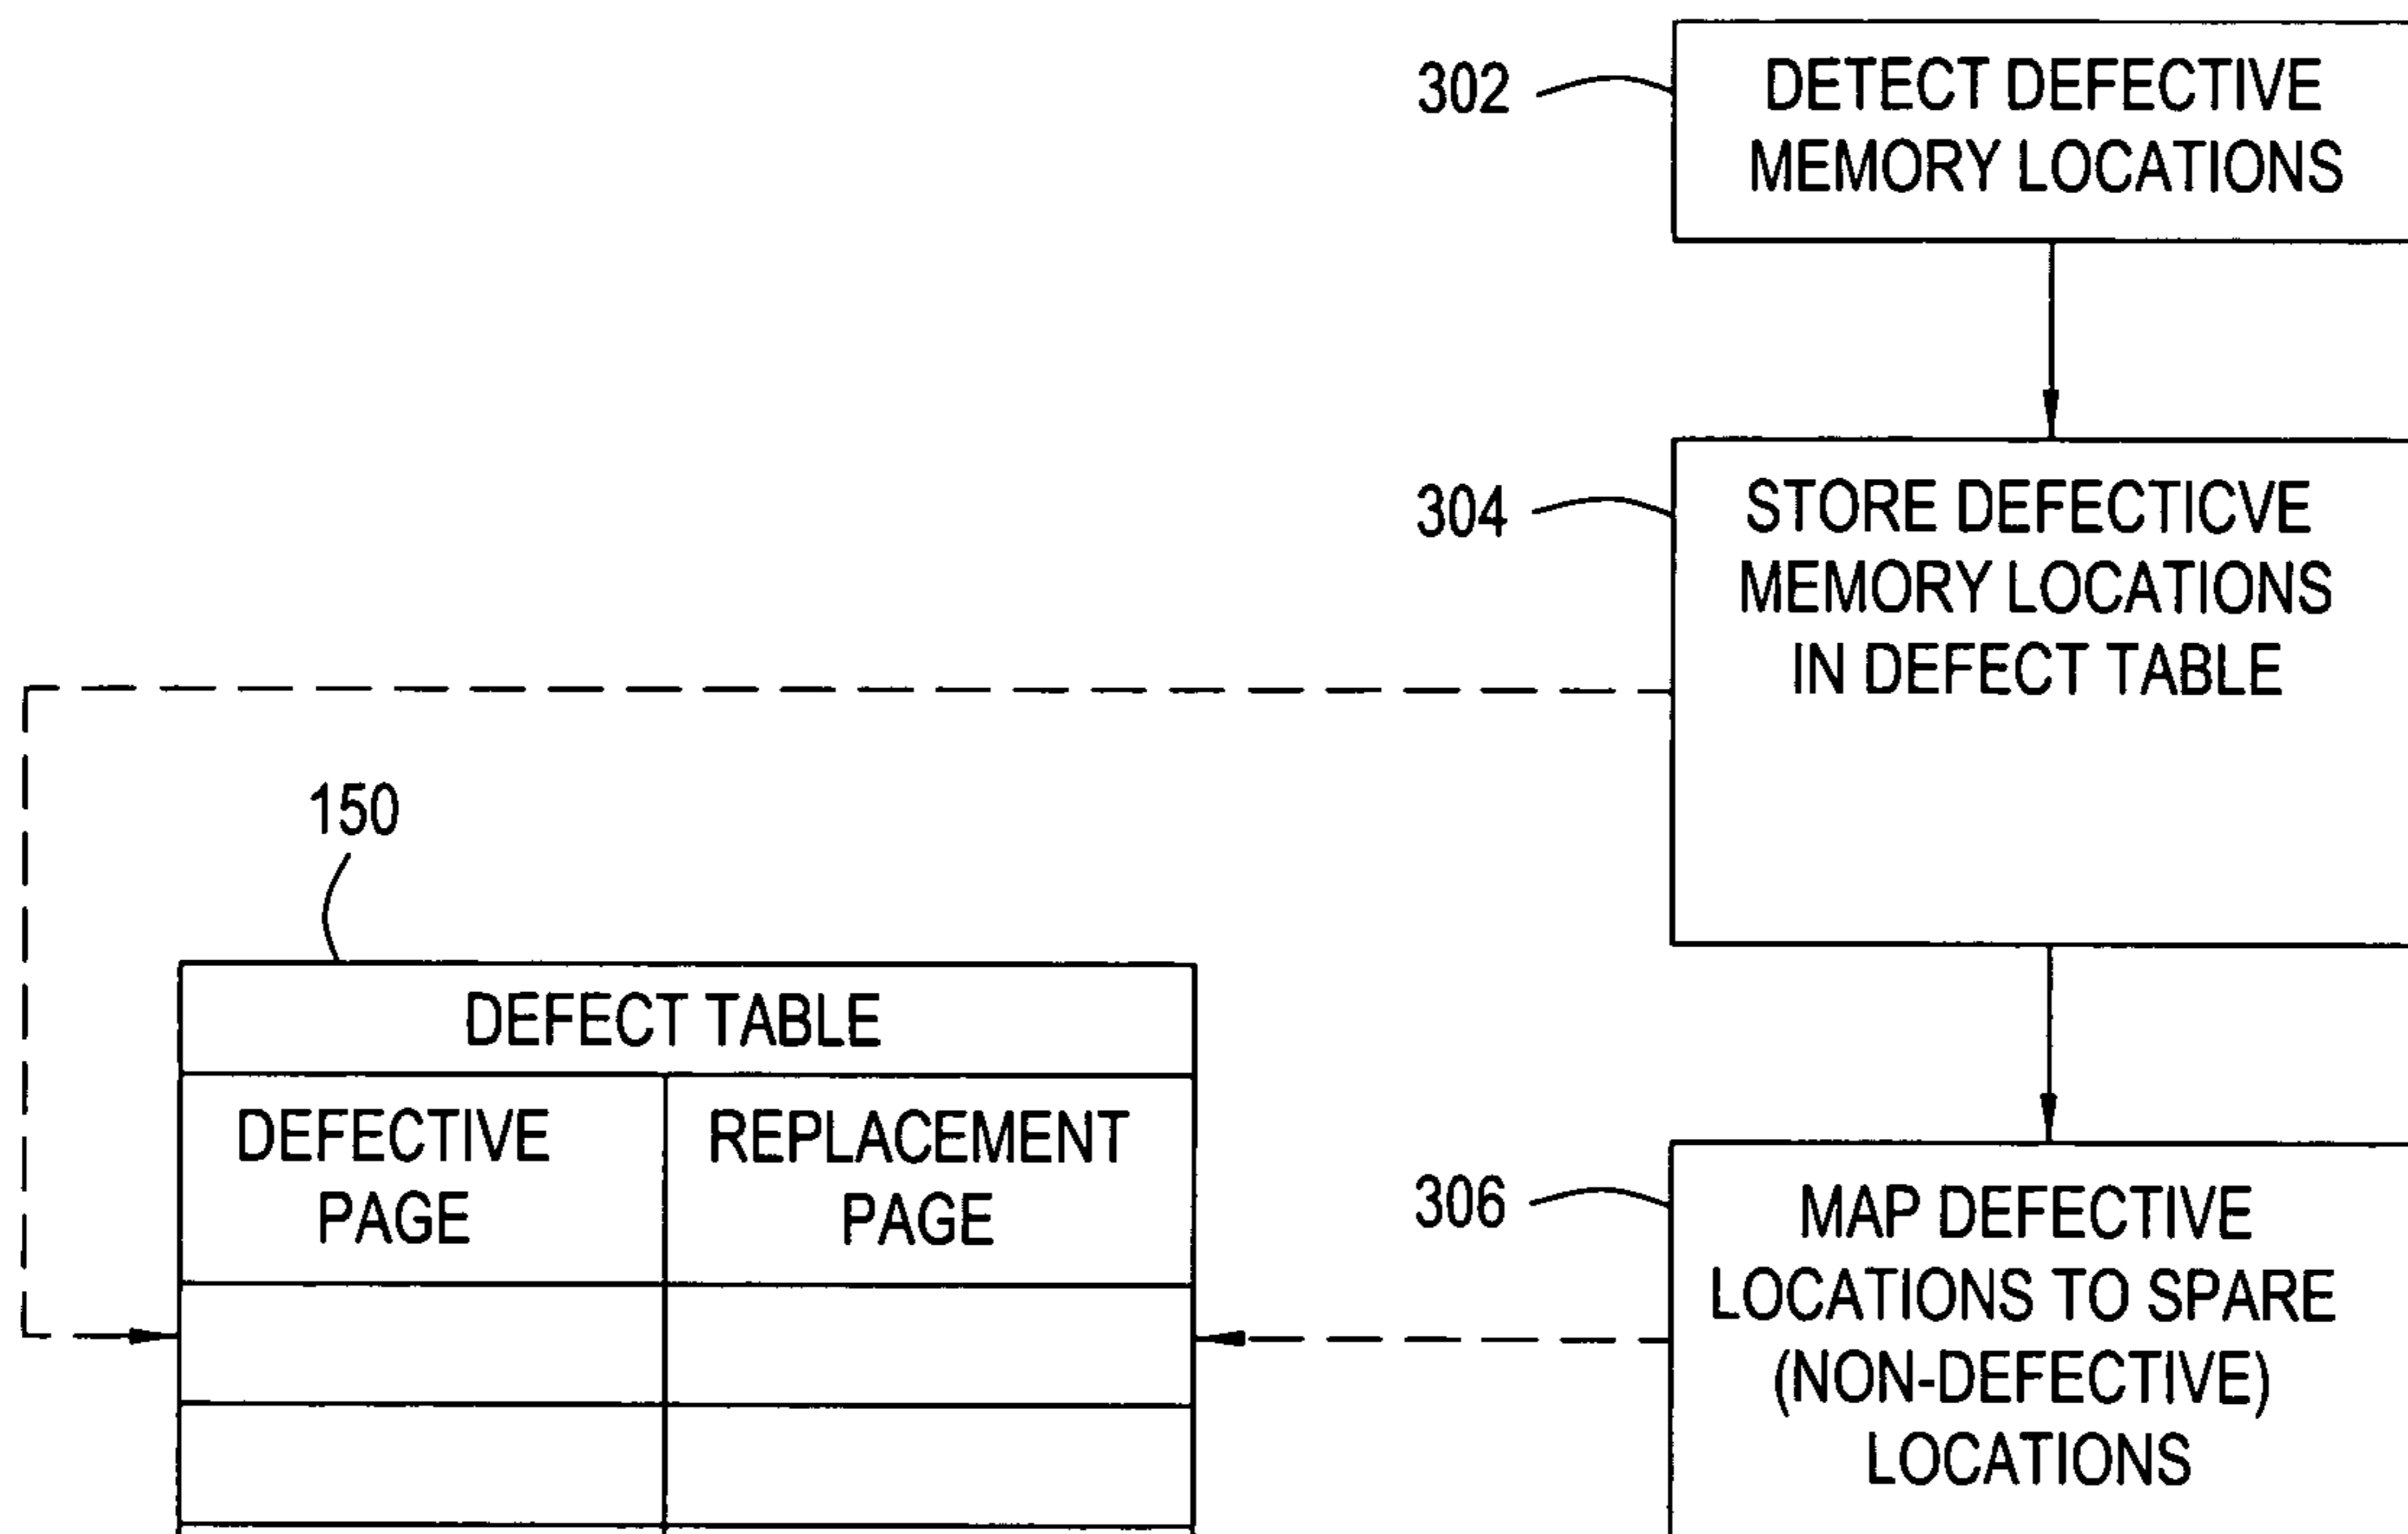 302
DETECT DEFECTIVE
MEMORY LOCATIONS
304
STORE DEFECTICVE
MEMORY LOCATIONS
IN DEFECT TABLE
150
DEFECT TABLE
DEFECTIVE
PAGE
REPLACEMENT
PAGE
306
MAP DEFECTIVE
LOCATIONS TO SPARE
(NON-DEFECTIVE)
LOCATIONS